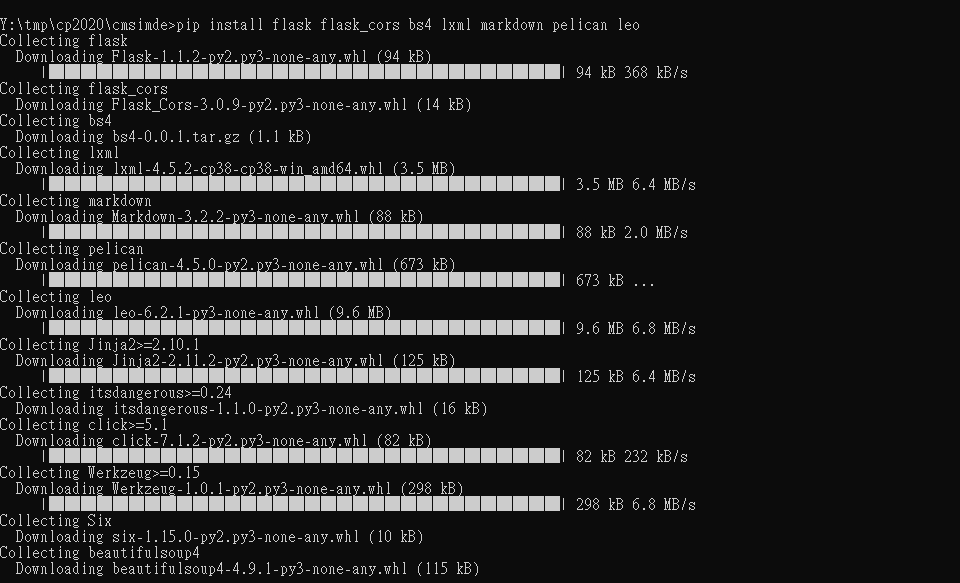 Y:\tmp\cp2020\cmsimde>pip install flask flask_cors bs4 lxml markdown pelican leo
Collecting flask
  Downloading Flask-1.1.2-py2.py3-none-any.whl (94 kB)
     |████████████████████████████████| 94 kB 368 kB/s
Collecting flask_cors
  Downloading Flask_Cors-3.0.9-py2.py3-none-any.whl (14 kB)
Collecting bs4
  Downloading bs4-0.0.1.tar.gz (1.1 kB)
Collecting lxml
  Downloading lxml-4.5.2-cp38-cp38-win_amd64.whl (3.5 MB)
     |████████████████████████████████| 3.5 MB 6.4 MB/s
Collecting markdown
  Downloading Markdown-3.2.2-py3-none-any.whl (88 kB)
     |████████████████████████████████| 88 kB 2.0 MB/s
Collecting pelican
  Downloading pelican-4.5.0-py2.py3-none-any.whl (673 kB)
     |████████████████████████████████| 673 kB ...
Collecting leo
  Downloading leo-6.2.1-py3-none-any.whl (9.6 MB)
     |████████████████████████████████| 9.6 MB 6.8 MB/s
Collecting Jinja2>=2.10.1
  Downloading Jinja2-2.11.2-py2.py3-none-any.whl (125 kB)
     |████████████████████████████████| 125 kB 6.4 MB/s
Collecting itsdangerous>=0.24
  Downloading itsdangerous-1.1.0-py2.py3-none-any.whl (16 kB)
Collecting click>=5.1
  Downloading click-7.1.2-py2.py3-none-any.whl (82 kB)
     |████████████████████████████████| 82 kB 232 kB/s
Collecting Werkzeug>=0.15
  Downloading Werkzeug-1.0.1-py2.py3-none-any.whl (298 kB)
     |████████████████████████████████| 298 kB 6.8 MB/s
Collecting Six
  Downloading six-1.15.0-py2.py3-none-any.whl (10 kB)
Collecting beautifulsoup4
  Downloading beautifulsoup4-4.9.1-py3-none-any.whl (115 kB)